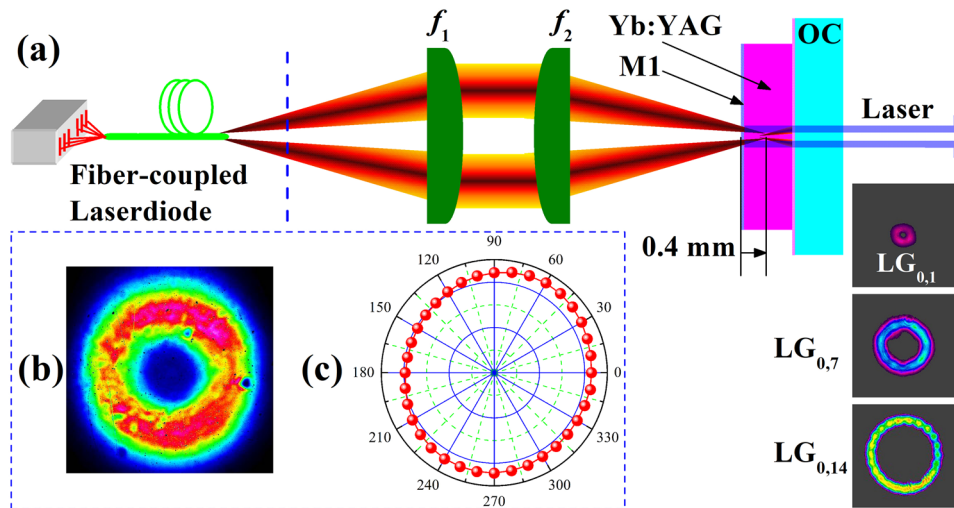 (a)
f1
f2
Yb:YAG
M1
OC
Laser
Fiber-coupled
Laserdiode
0.4 mm
LG0,1
LG0,7
LG0,14
(b)
(c)
90
60
30
0
330
300
270
240
210
180
150
120